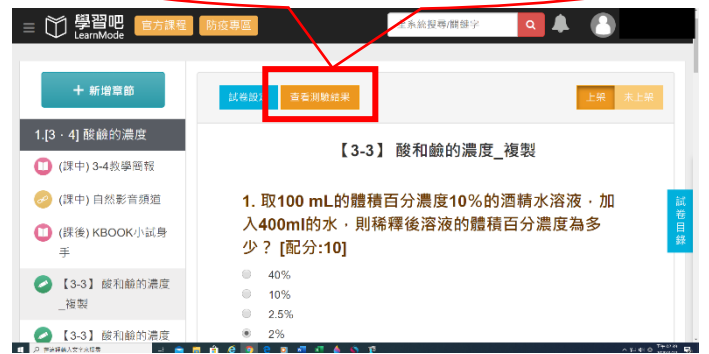 學習吧
LearnMode
官方課程
防疫專區
全系統搜尋/關鍵字
+ 新增章節
試卷設定
查看測驗結果
上架
未上架
1.[3‧4] 酸鹼的濃度
(課中) 3-4教學簡報
(課中) 自然影音頻道
(課後) KBOOK小試身
手
【3-3】酸和鹼的濃度
_複製
【3-3】酸和鹼的濃度
【3-3】 酸和鹼的濃度_複製
1. 取100 mL的體積百分濃度10%的酒精水溶液‧加
入400ml的水‧則稀釋後溶液的體積百分濃度為多
少？ [配分:10]
40%
10%
2.5%
2%
試卷目錄